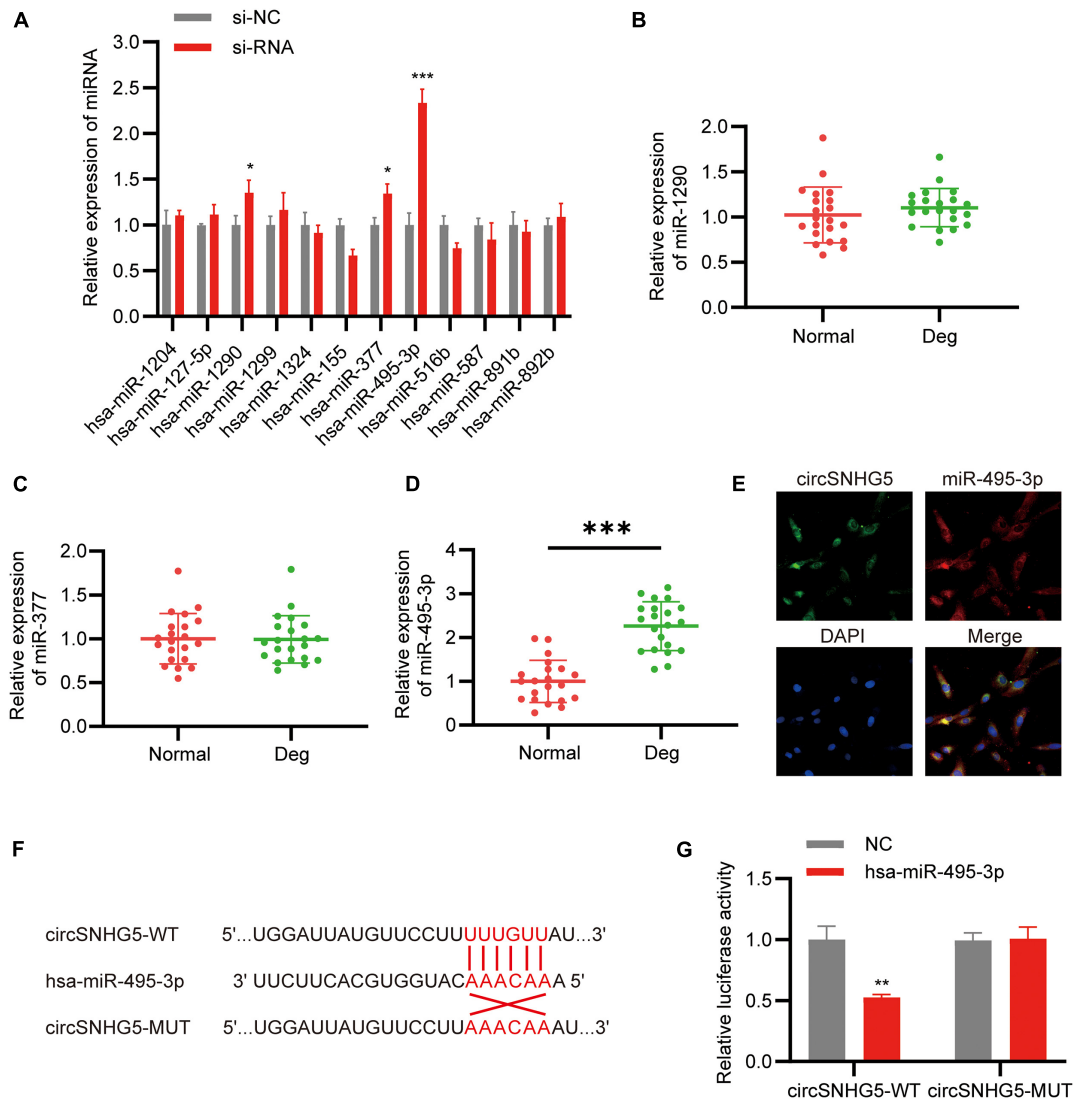 A
si-NC
si-RNA
Relative expression of miRNA
3.0
2.5
2.0
1.5
1.0
0.5
0.0
*
*
***
hsa-miR-1204
hsa-miR-127-5p
hsa-miR-1290
hsa-miR-1299
hsa-miR-1324
hsa-miR-155
hsa-miR-377
hsa-miR-495-3p
hsa-miR-516b
hsa-miR-587
hsa-miR-891b
hsa-miR-892b
B
Relative expression
of miR-1290
2.0
1.5
1.0
0.5
0.0
Normal Deg
C
Relative expression
of miR-377
2.0
1.5
1.0
0.5
0.0
Normal Deg
D
Relative expression
of miR-495-3p
4
3
2
1
0
***
Normal Deg
E
circSNHG5 miR-495-3p
DAPI Merge
F
circSNHG5-WT 5'...UGGAUUAUGUUCCUUUUUGUUAU...3'
hsa-miR-495-3p 3' UUCUUCACGUGGUACAAACAAA 5'
circSNHG5-MUT 5'...UGGAUUAUGUUCCUUAAACAAAU...3'
G
NC
hsa-miR-495-3p
Relative luciferase activity
1.5
1.0
0.5
0.0
**
circSNHG5-WT circSNHG5-MUT